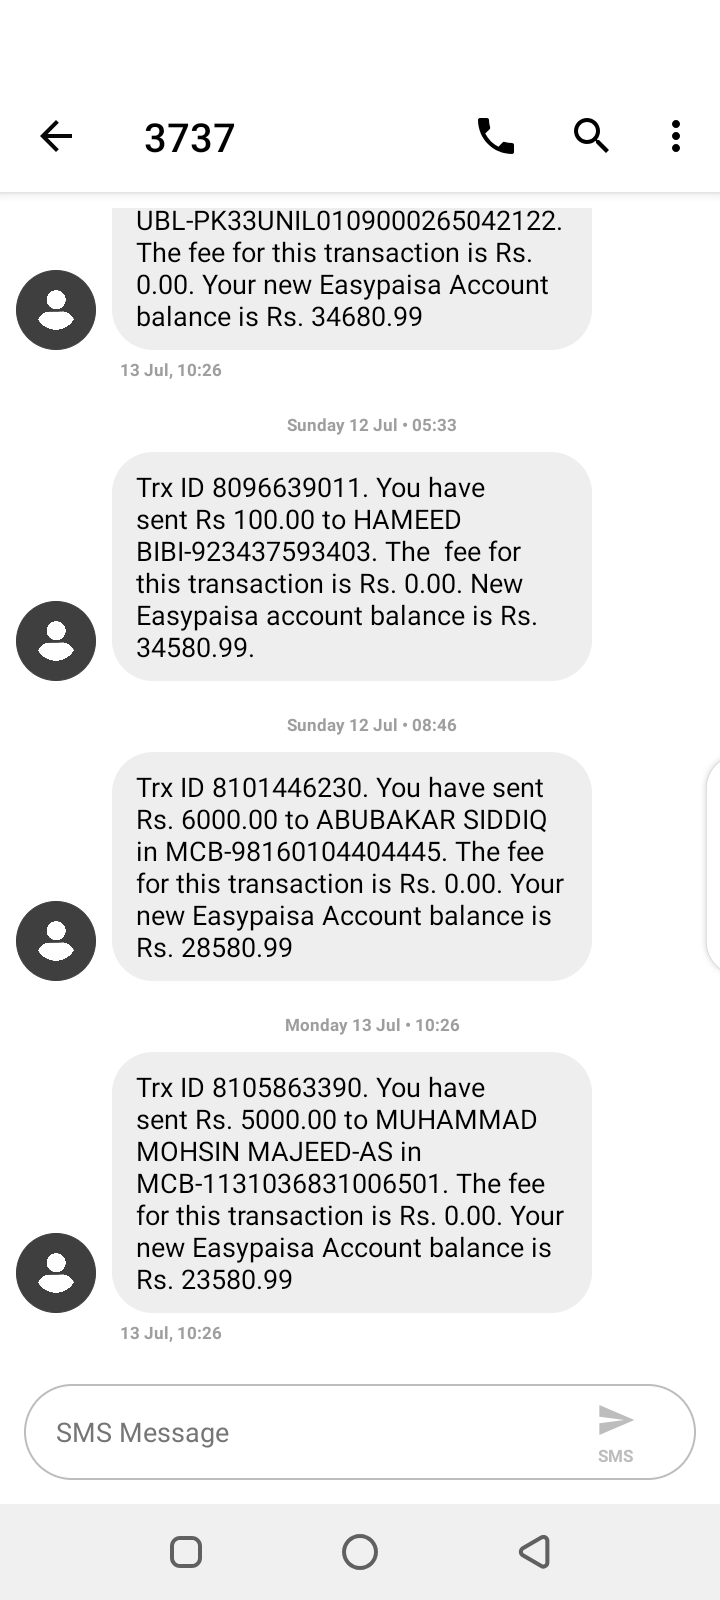 3737
UBL-PK33UNIL0109000265042122.
The fee for this transaction is Rs.
0.00. Your new Easypaisa Account
balance is Rs. 34680.99
13 Jul, 10:26
Sunday 12 Jul • 05:33
Trx ID 8096639011. You have
sent Rs 100.00 to HAMEED
BIBI-923437593403. The  fee for
this transaction is Rs. 0.00. New
Easypaisa account balance is Rs.
34580.99.
Sunday 12 Jul • 08:46
Trx ID 8101446230. You have sent
Rs. 6000.00 to ABUBAKAR SIDDIQ
in MCB-98160104404445. The fee
for this transaction is Rs. 0.00. Your
new Easypaisa Account balance is
Rs. 28580.99
Monday 13 Jul • 10:26
Trx ID 8105863390. You have
sent Rs. 5000.00 to MUHAMMAD
MOHSIN MAJEED-AS in
MCB-1131036831006501. The fee
for this transaction is Rs. 0.00. Your
new Easypaisa Account balance is
Rs. 23580.99
13 Jul, 10:26
SMS Message
SMS